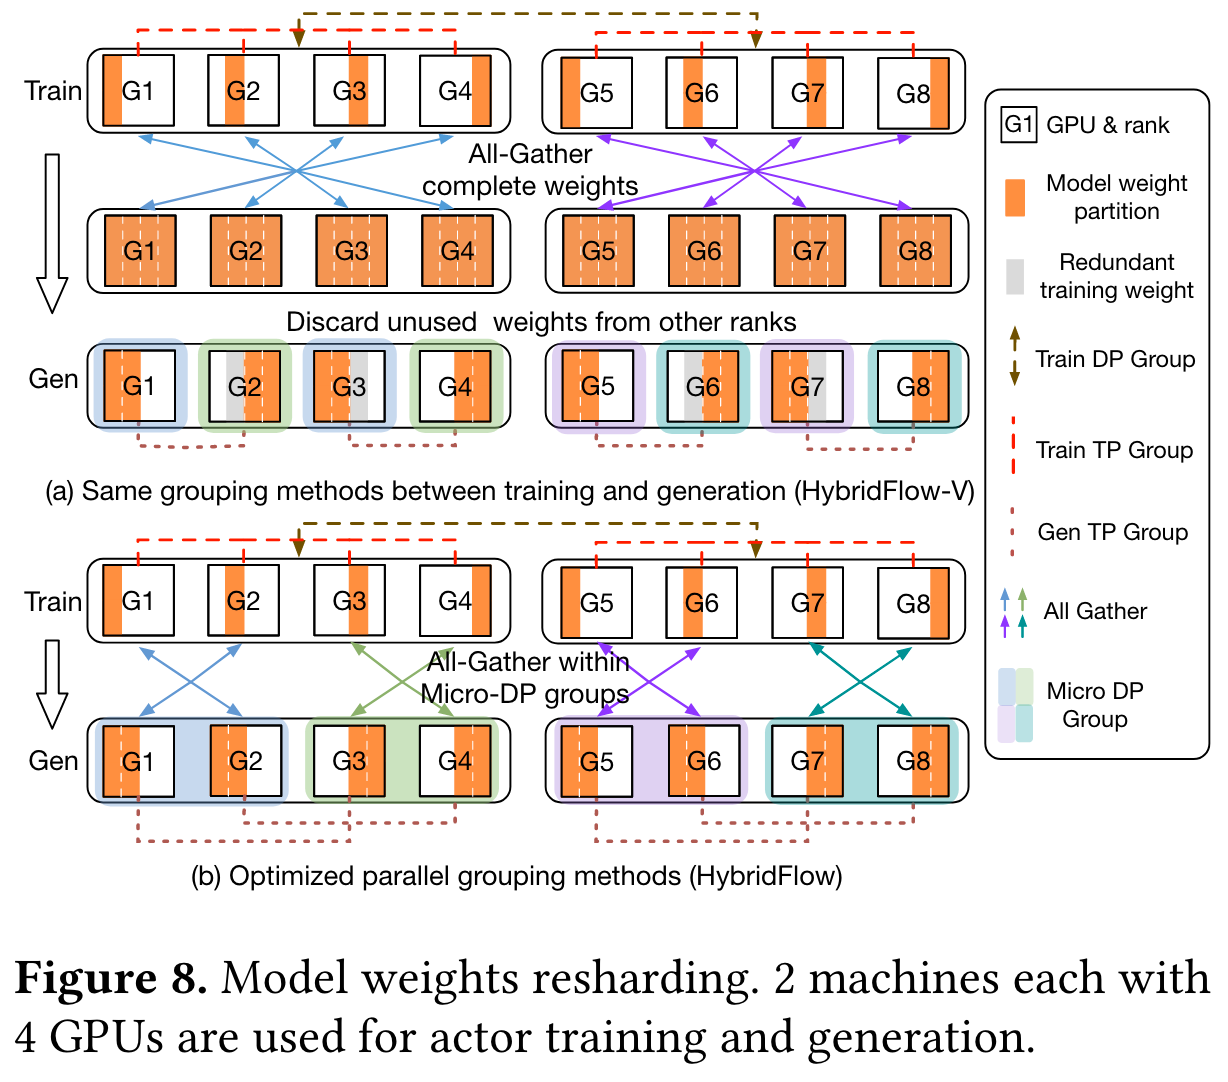 Train
G1 G2 G3 G4 G5 G6 G7 G8
All-Gather
complete weights
G1 G2 G3 G4 G5 G6 G7 G8
Discard unused weights from other ranks
Gen
G1 G2 G3 G4 G5 G6 G7 G8
(a) Same grouping methods between training and generation (HybridFlow-V)
Train
G1 G2 G3 G4 G5 G6 G7 G8
All-Gather within
Micro-DP groups
Gen
G1 G2 G3 G4 G5 G6 G7 G8
(b) Optimized parallel grouping methods (HybridFlow)
G1 GPU & rank
Model weight
partition
Redundant
training weight
Train DP Group
Train TP Group
Gen TP Group
All Gather
Micro DP
Group
Figure 8. Model weights resharding. 2 machines each with
4 GPUs are used for actor training and generation.